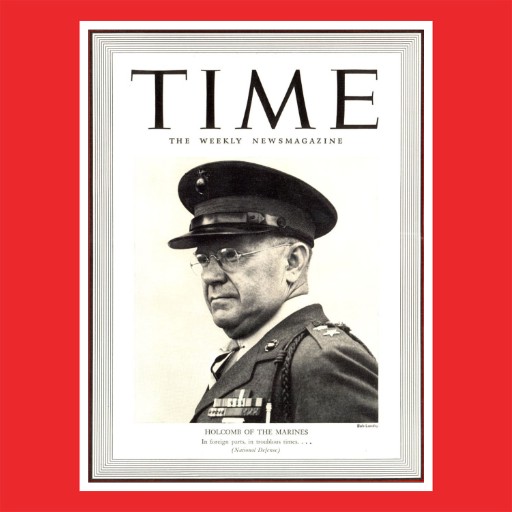 TIME
THE WEEKLY NEWSMAGAZINE
HOLCOMB OF THE MARINES
In foreign parts, in troublous times. . . .
(National Defense)